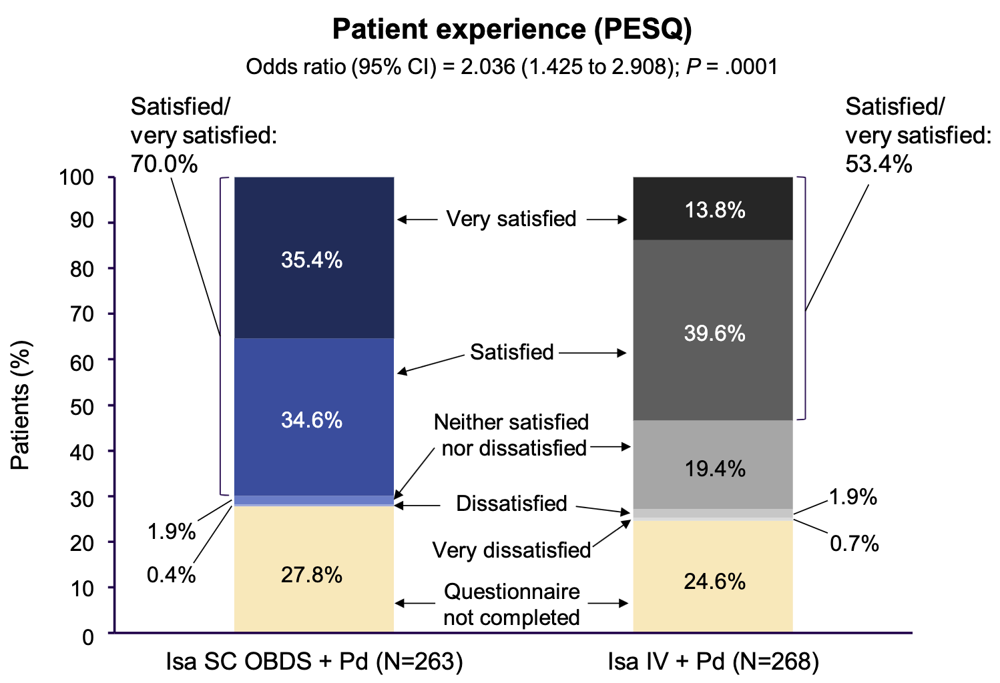 Patient experience (PESQ)
Odds ratio (95% CI) = 2.036 (1.425 to 2.908); P = .0001
Satisfied/
very satisfied:
70.0%
Satisfied/
very satisfied:
53.4%
Patients (%)
100
90
80
70
60
50
40
30
20
10
0
35.4%
34.6%
1.9%
0.4%
27.8%
Very satisfied
Satisfied
Neither satisfied
nor dissatisfied
Dissatisfied
Very dissatisfied
Questionnaire
not completed
13.8%
39.6%
19.4%
1.9%
0.7%
24.6%
Isa SC OBDS + Pd (N=263)
Isa IV + Pd (N=268)